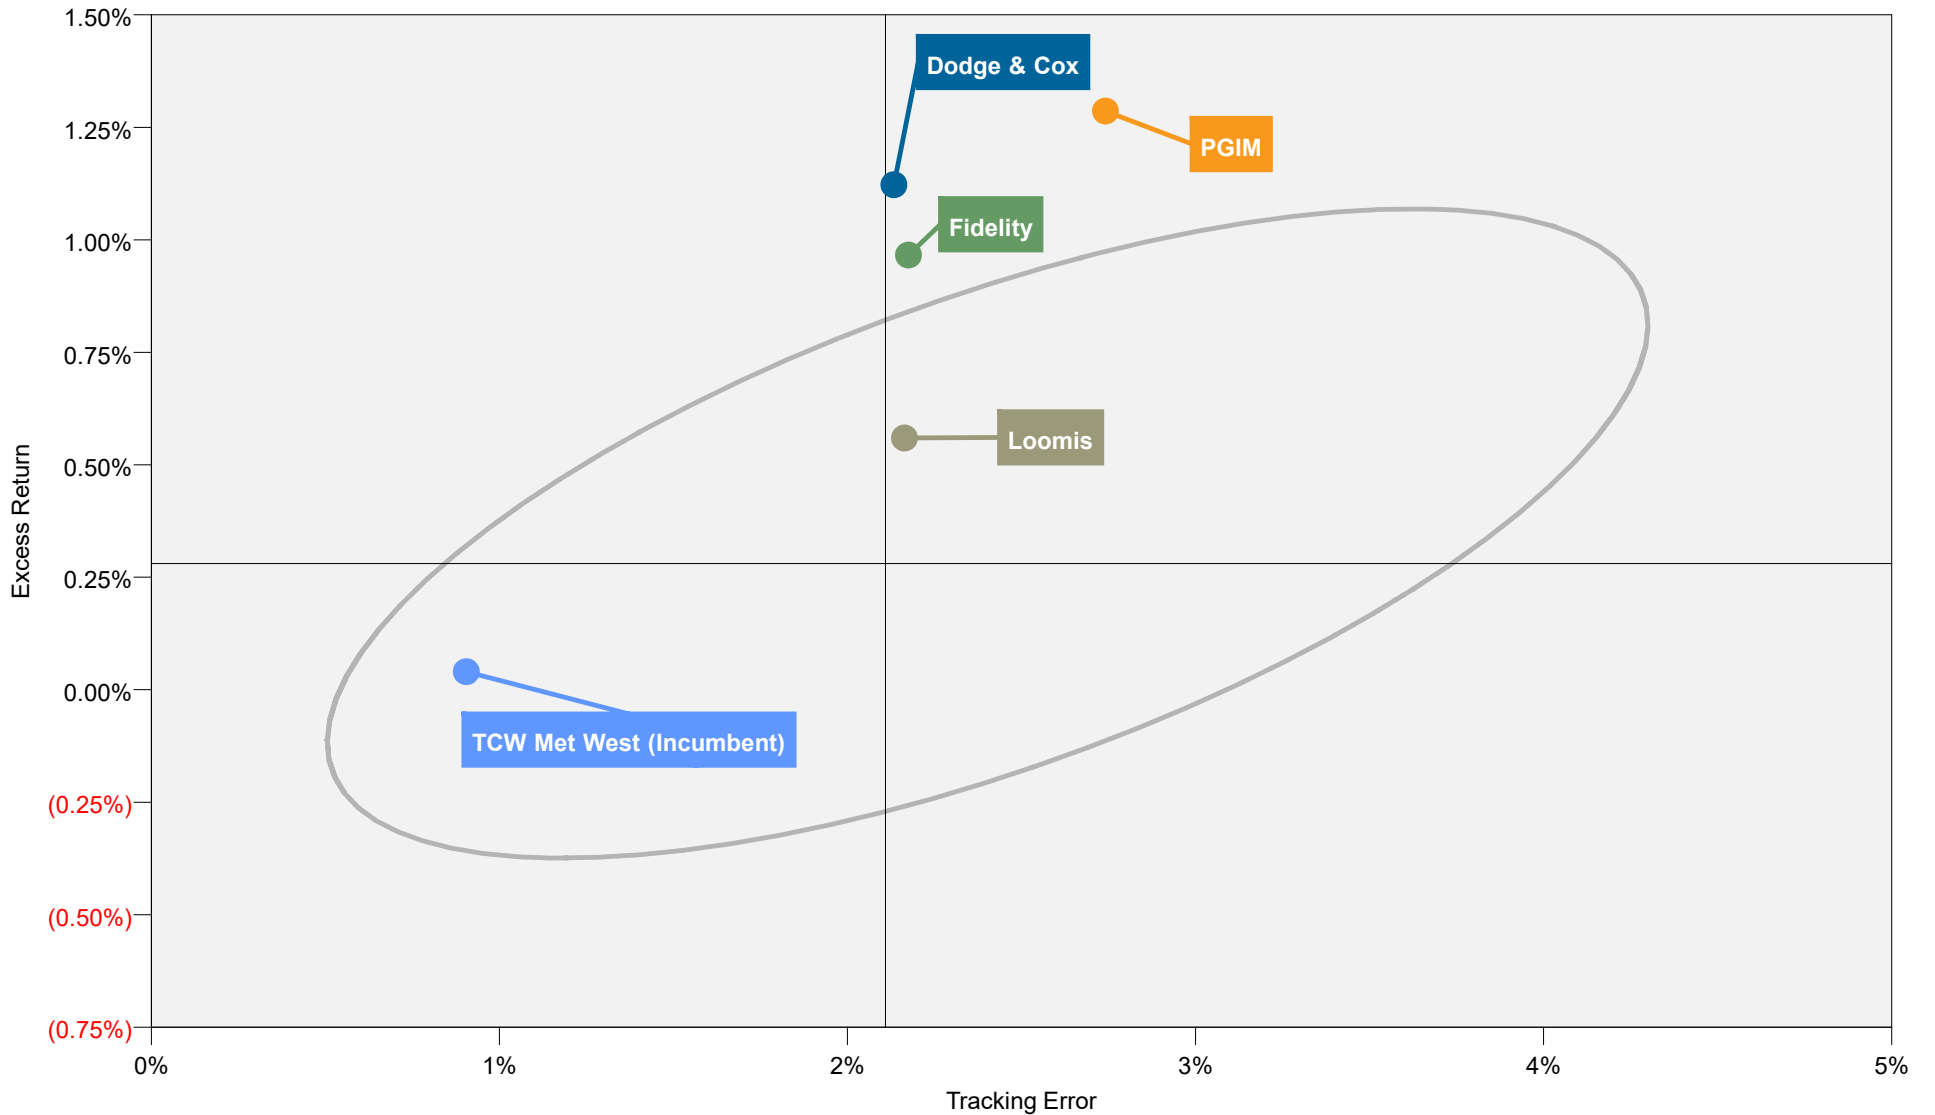 1.50%
1.25%
1.00%
0.75%
0.50%
0.25%
0.00%
(0.25%)
(0.50%)
(0.75%)
Excess Return
Dodge & Cox
PGIM
Fidelity
Loomis
TCW Met West (Incumbent)
0%
1%
2%
3%
4%
5%
Tracking Error